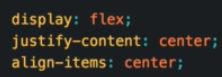 display: flex;
justify-content: center;
align-items: center;